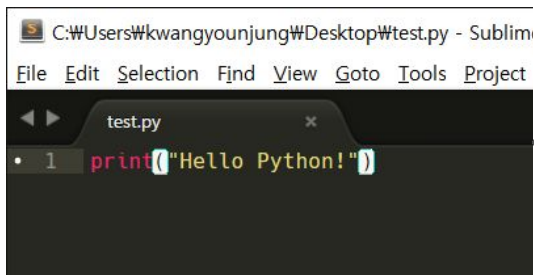 C:₩Users₩kwangyounjung₩Desktop₩test.py - Sublim
File Edit Selection Find View Goto Tools Project
test.py
1 print("Hello Python!")